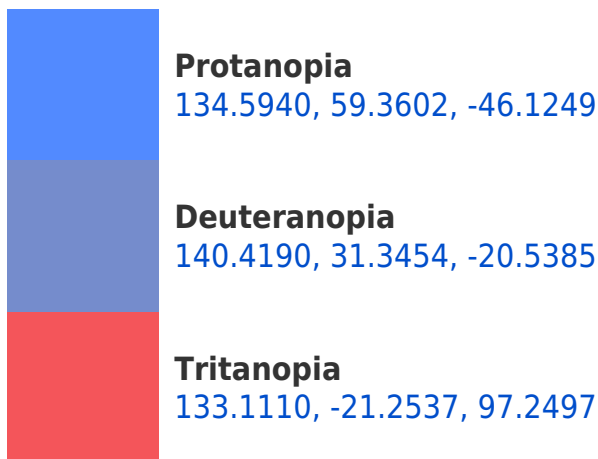 Protanopia
134.5940, 59.3602, -46.1249
Deuteranopia
140.4190, 31.3454, -20.5385
Tritanopia
133.1110, -21.2537, 97.2497